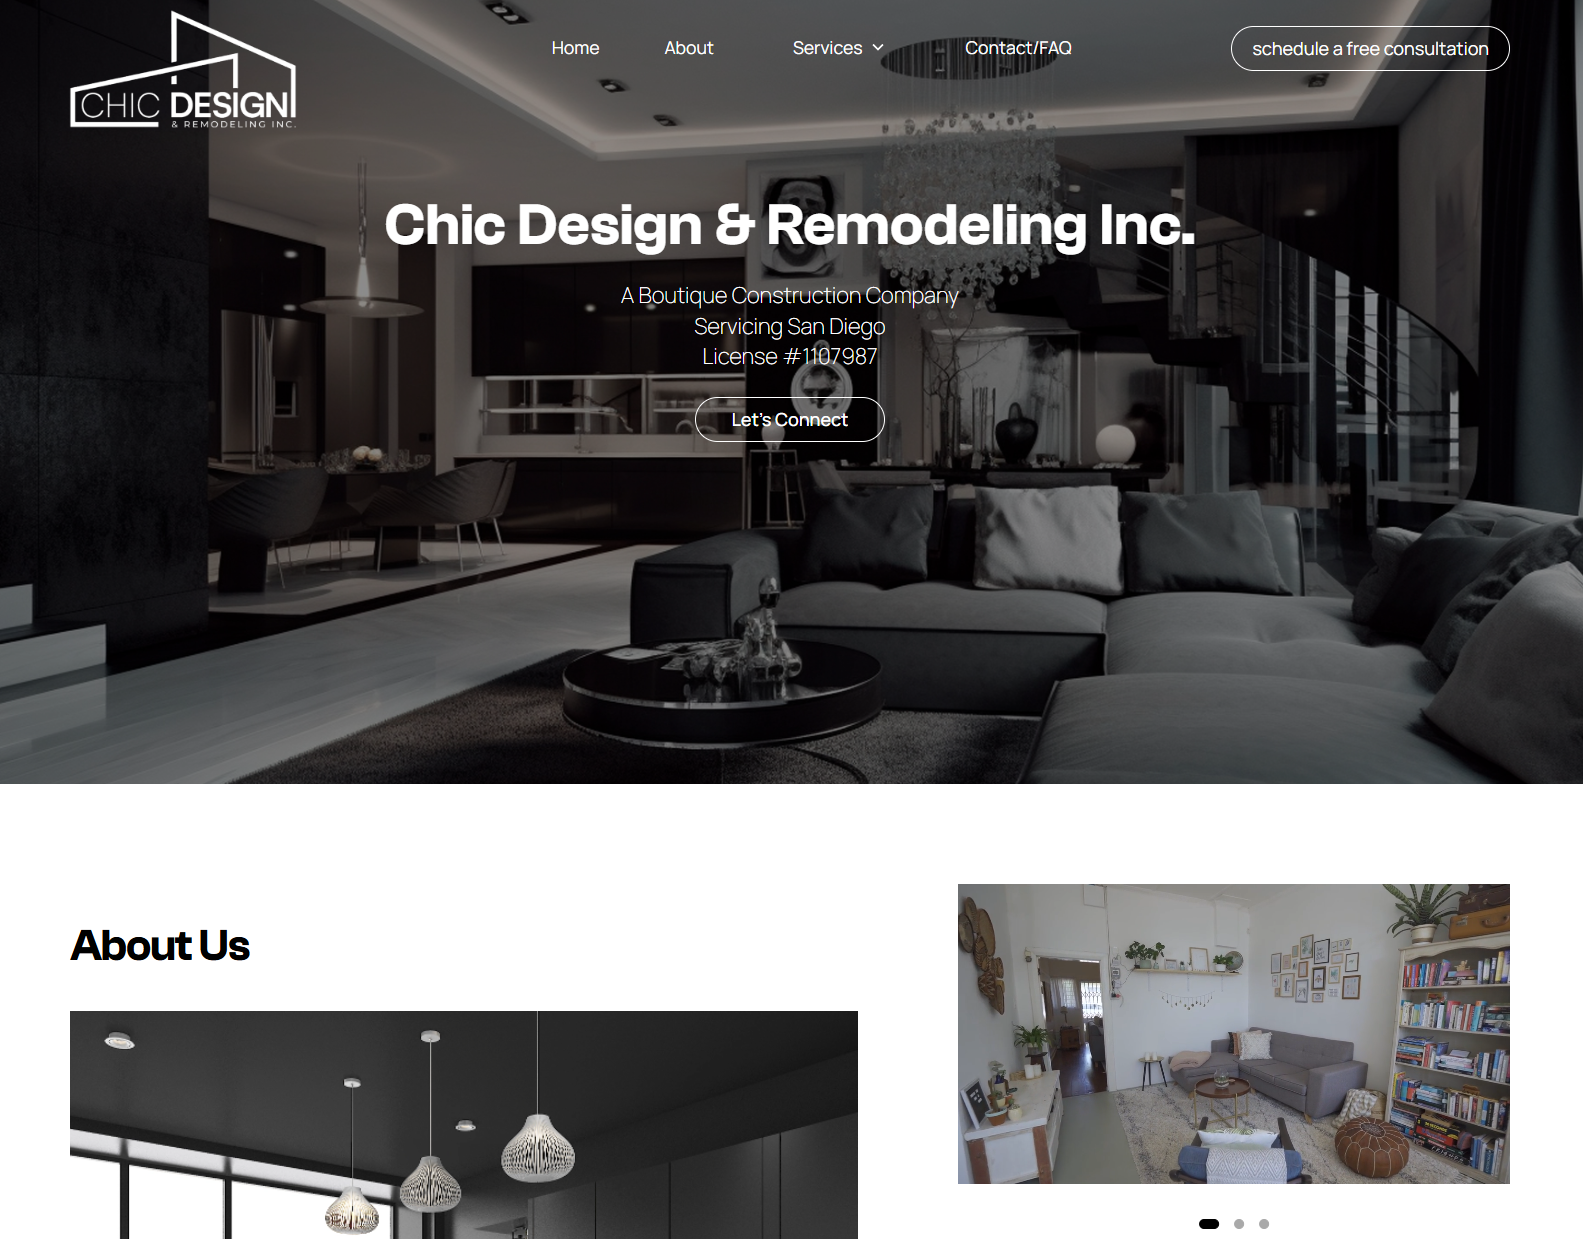 CHIC DESIGN
& REMODELING INC.
Home
About
Services
Contact/FAQ
schedule a free consultation
Chic Design & Remodeling Inc.
A Boutique Construction Company
Servicing San Diego
License #1107987
Let's Connect
About Us